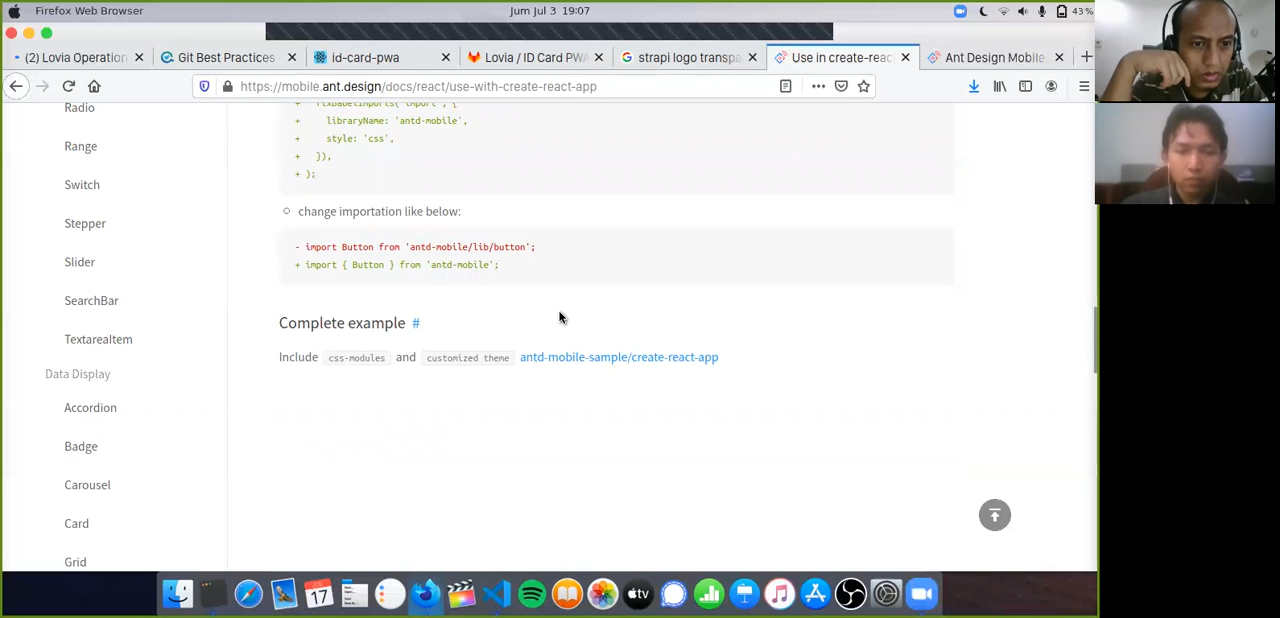 Firefox Web Browser
Jum Jul 3 19:07
43%
(2) Lovia Operation
Git Best Practices
id-card-pwa
Lovia / ID Card PWA
strapi logo transpa
Use in create-reac
Ant Design Mobile
https://mobile.ant.design/docs/react/use-with-create-react-app
Radio
Range
Switch
Stepper
Slider
SearchBar
TextareaItem
Data Display
Accordion
Badge
Carousel
Card
Grid
+ fixBabelImports('import', {
+ libraryName: 'antd-mobile',
+ style: 'css',
+ }),
+ );
change importation like below:
- import Button from 'antd-mobile/lib/button';
+ import { Button } from 'antd-mobile';
Complete example #
Include css-modules and customized theme antd-mobile-sample/create-react-app
17
tv